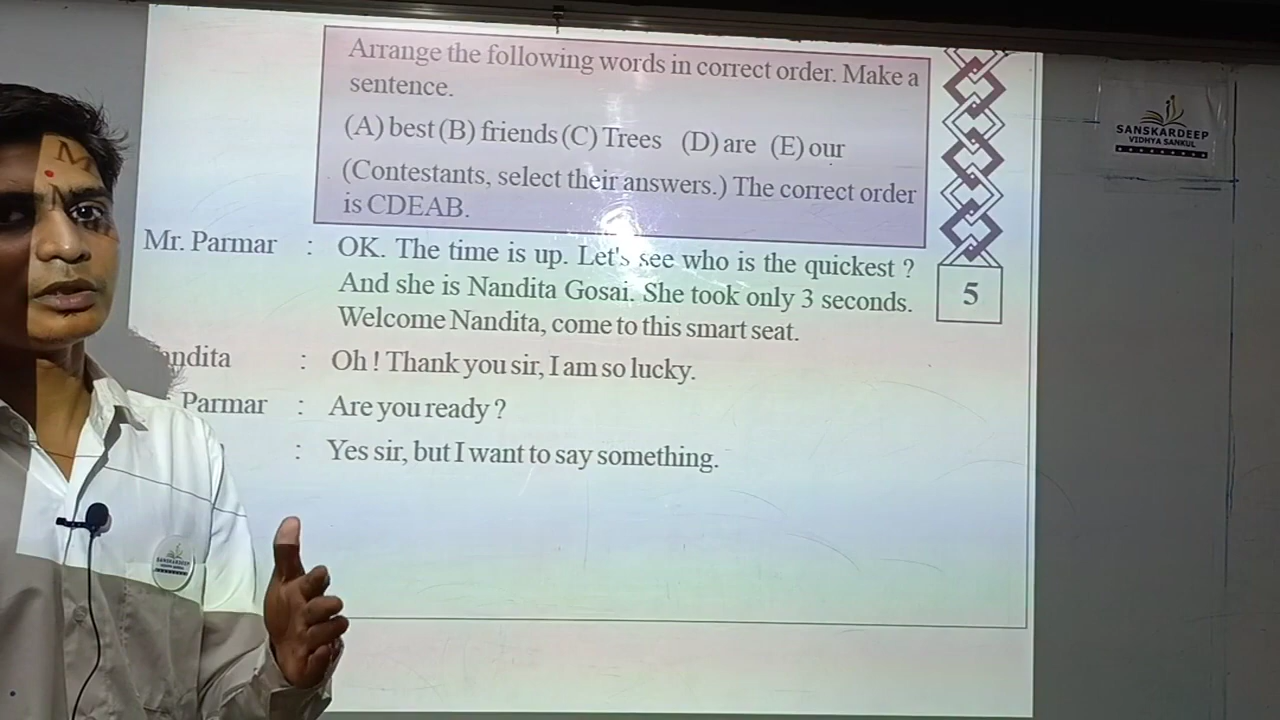 Arrange the following words in correct order. Make a
sentence.
(A) best (B) friends (C) Trees (D) are (E) our
(Contestants, select their answers.) The correct order
is CDEAB.
Mr. Parmar : OK. The time is up. Let's see who is the quickest ?
And she is Nandita Gosai. She took only 3 seconds.
Welcome Nandita, come to this smart seat.
andita : Oh ! Thank you sir, I am so lucky.
Parmar : Are you ready ?
: Yes sir, but I want to say something.
5
SANSKARDEEP
VIDHYA SANKUL
SANSKARDEEP